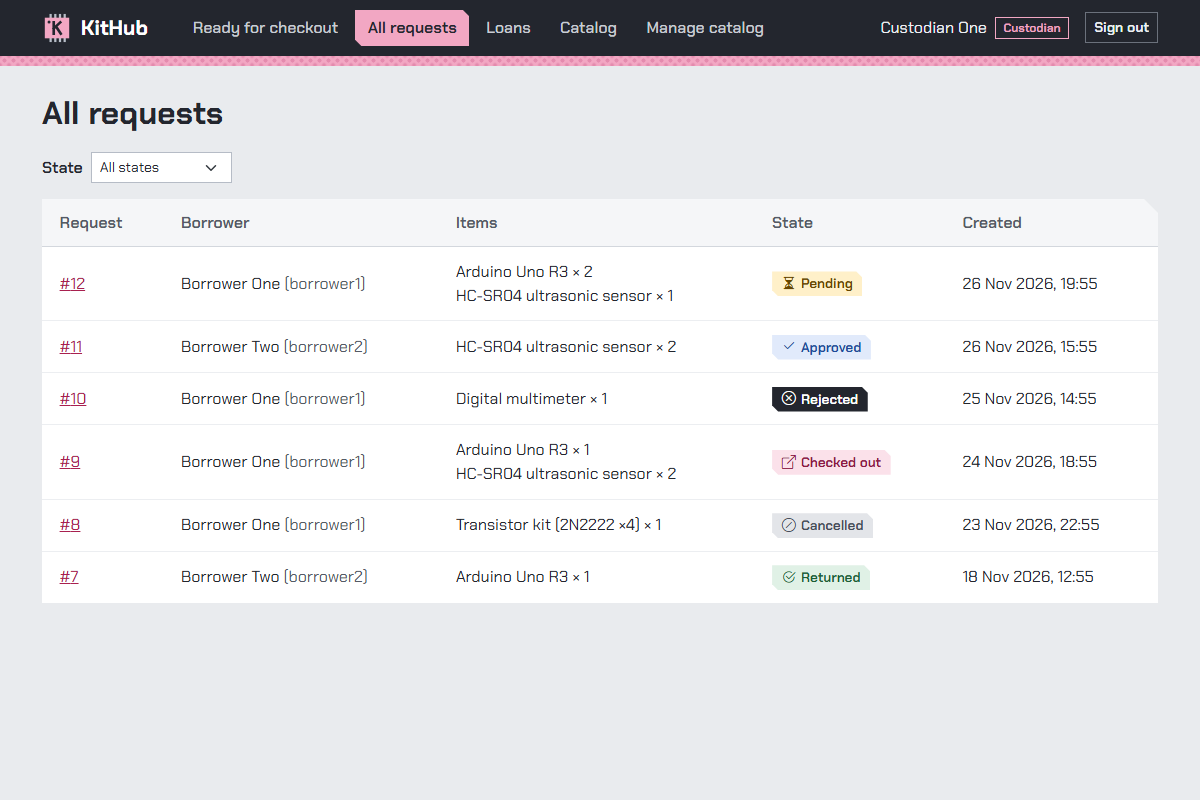 K KitHub Ready for checkout All requests Loans Catalog Manage catalog Custodian One Custodian Sign out
All requests
State All states
Request Borrower Items State Created
#12 Borrower One (borrower1) Arduino Uno R3 × 2 Pending 26 Nov 2026, 19:55
HC-SR04 ultrasonic sensor × 1
#11 Borrower Two (borrower2) HC-SR04 ultrasonic sensor × 2 Approved 26 Nov 2026, 15:55
#10 Borrower One (borrower1) Digital multimeter × 1 Rejected 25 Nov 2026, 14:55
#9 Borrower One (borrower1) Arduino Uno R3 × 1 Checked out 24 Nov 2026, 18:55
HC-SR04 ultrasonic sensor × 2
#8 Borrower One (borrower1) Transistor kit (2N2222 ×4) × 1 Cancelled 23 Nov 2026, 22:55
#7 Borrower Two (borrower2) Arduino Uno R3 × 1 Returned 18 Nov 2026, 12:55